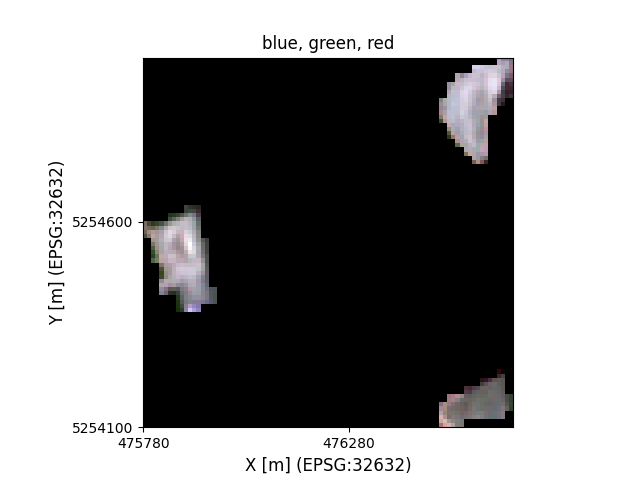 blue, green, red
Y [m] (EPSG:32632)
5254600
5254100
475780
476280
X [m] (EPSG:32632)